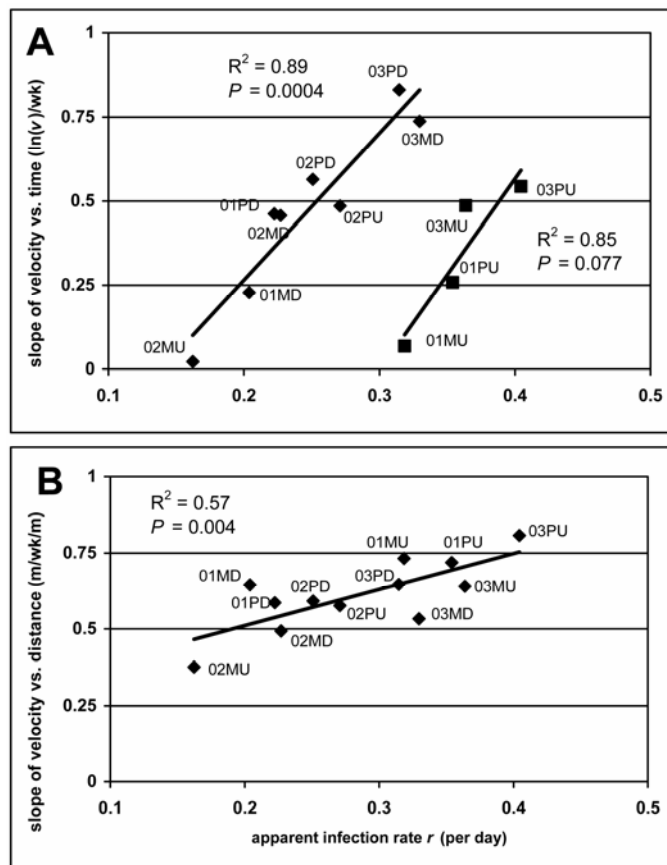 A
R² = 0.89
P = 0.0004
03PD
03MD
02PD
01PD
02MD
02PU
01MD
02MU
03PU
03MU
01PU
01MU
R² = 0.85
P = 0.077
slope of velocity vs. time (ln(v)/wk)
1
0.75
0.5
0.25
0
0.1
0.2
0.3
0.4
0.5
B
R² = 0.57
P = 0.004
01MU
01PU
03PU
01MD
02PD
03PD
01PD
03MU
02PU
03MD
02MD
02MU
slope of velocity vs. distance (m/wk/m)
1
0.75
0.5
0.25
0
0.1
0.2
0.3
0.4
0.5
apparent infection rate r (per day)